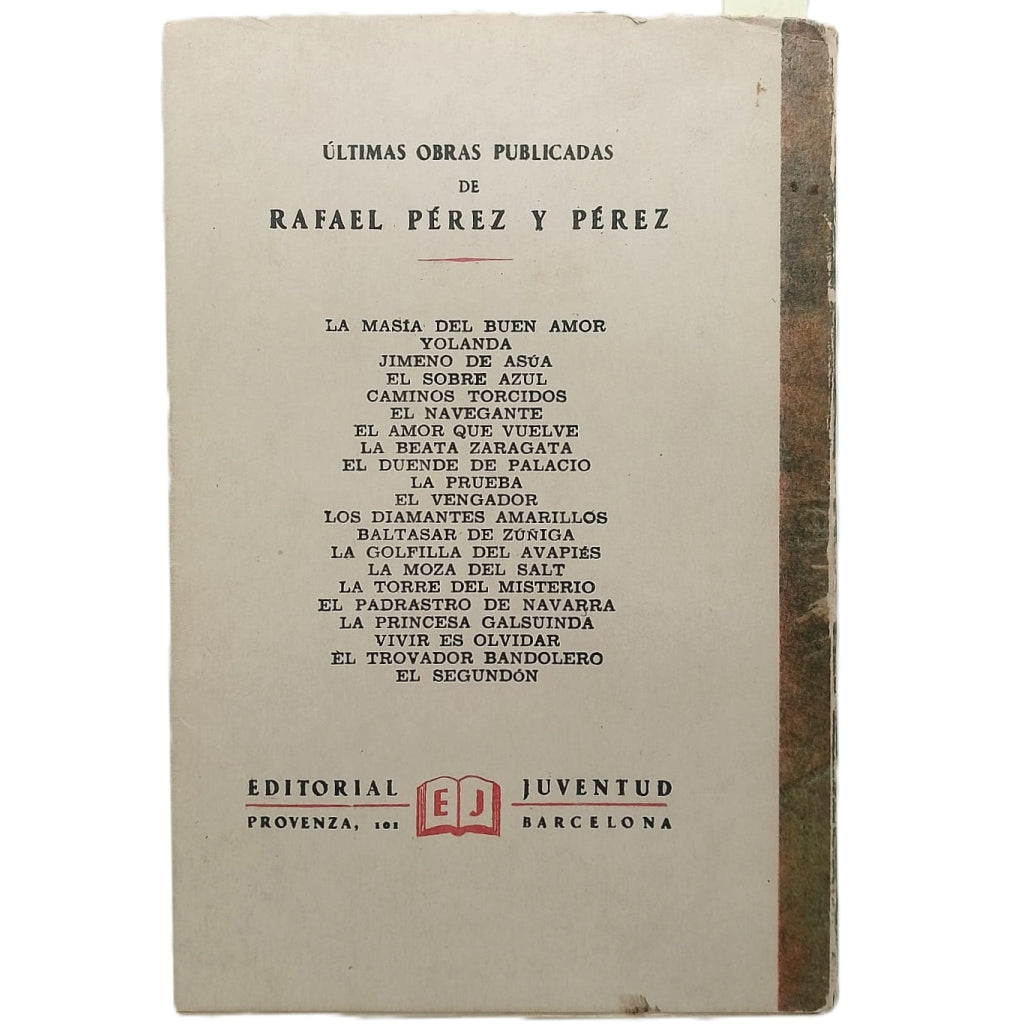 ÚLTIMAS OBRAS PUBLICADAS
DE
RAFAEL PÉREZ Y PÉREZ
LA MASÍA DEL BUEN AMOR
YOLANDA
JIMENO DE ASÚA
EL SOBRE AZUL
CAMINOS TORCIDOS
EL NAVEGANTE
EL AMOR QUE VUELVE
LA BEATA ZARAGATA
EL DUENDE DE PALACIO
LA PRUEBA
EL VENGADOR
LOS DIAMANTES AMARILLOS
BALTASAR DE ZÚÑIGA
LA GOLFILLA DEL AVAPIÉS
LA MOZA DEL SALT
LA TORRE DEL MISTERIO
EL PADRASTRO DE NAVARRA
LA PRINCESA GALSUINDA
VIVIR ES OLVIDAR
EL TROVADOR BANDOLERO
EL SEGUNDÓN
EDITORIAL EJ JUVENTUD
PROVENZA, 101 BARCELONA